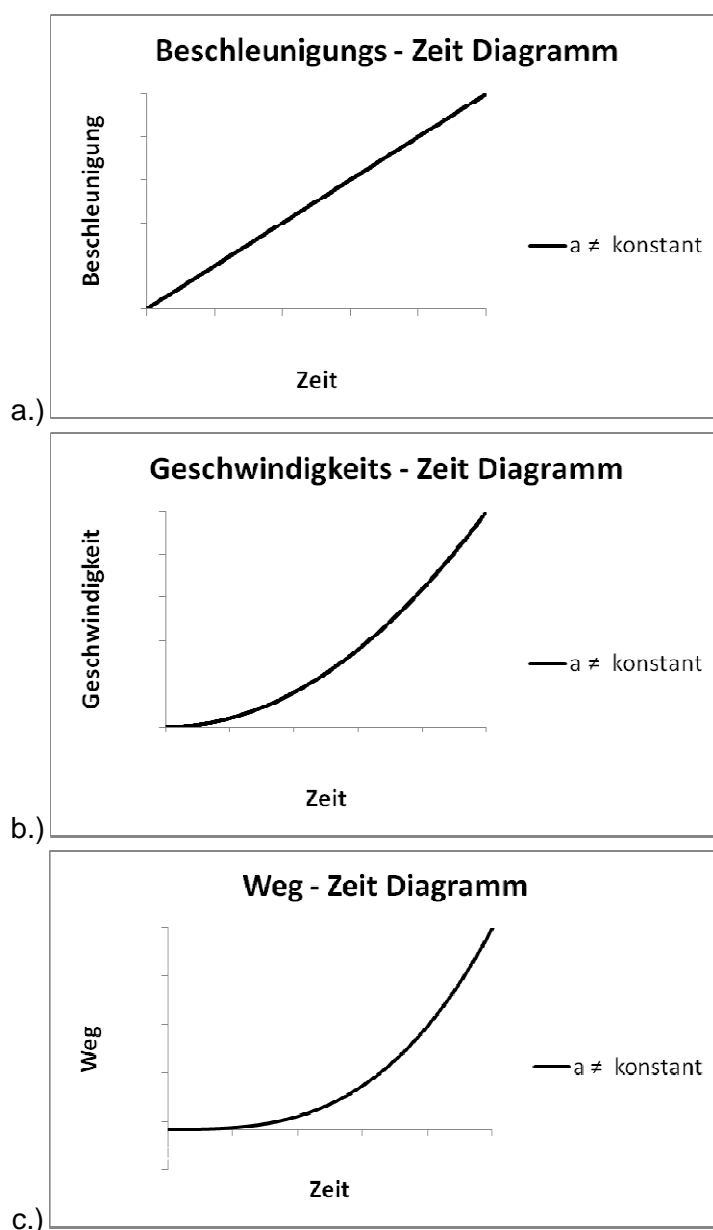 Beschleunigungs - Zeit Diagramm
Beschleunigung
a ≠ konstant
Zeit
a.)
Geschwindigkeits - Zeit Diagramm
Geschwindigkeit
a ≠ konstant
Zeit
b.)
Weg - Zeit Diagramm
Weg
a ≠ konstant
Zeit
c.)